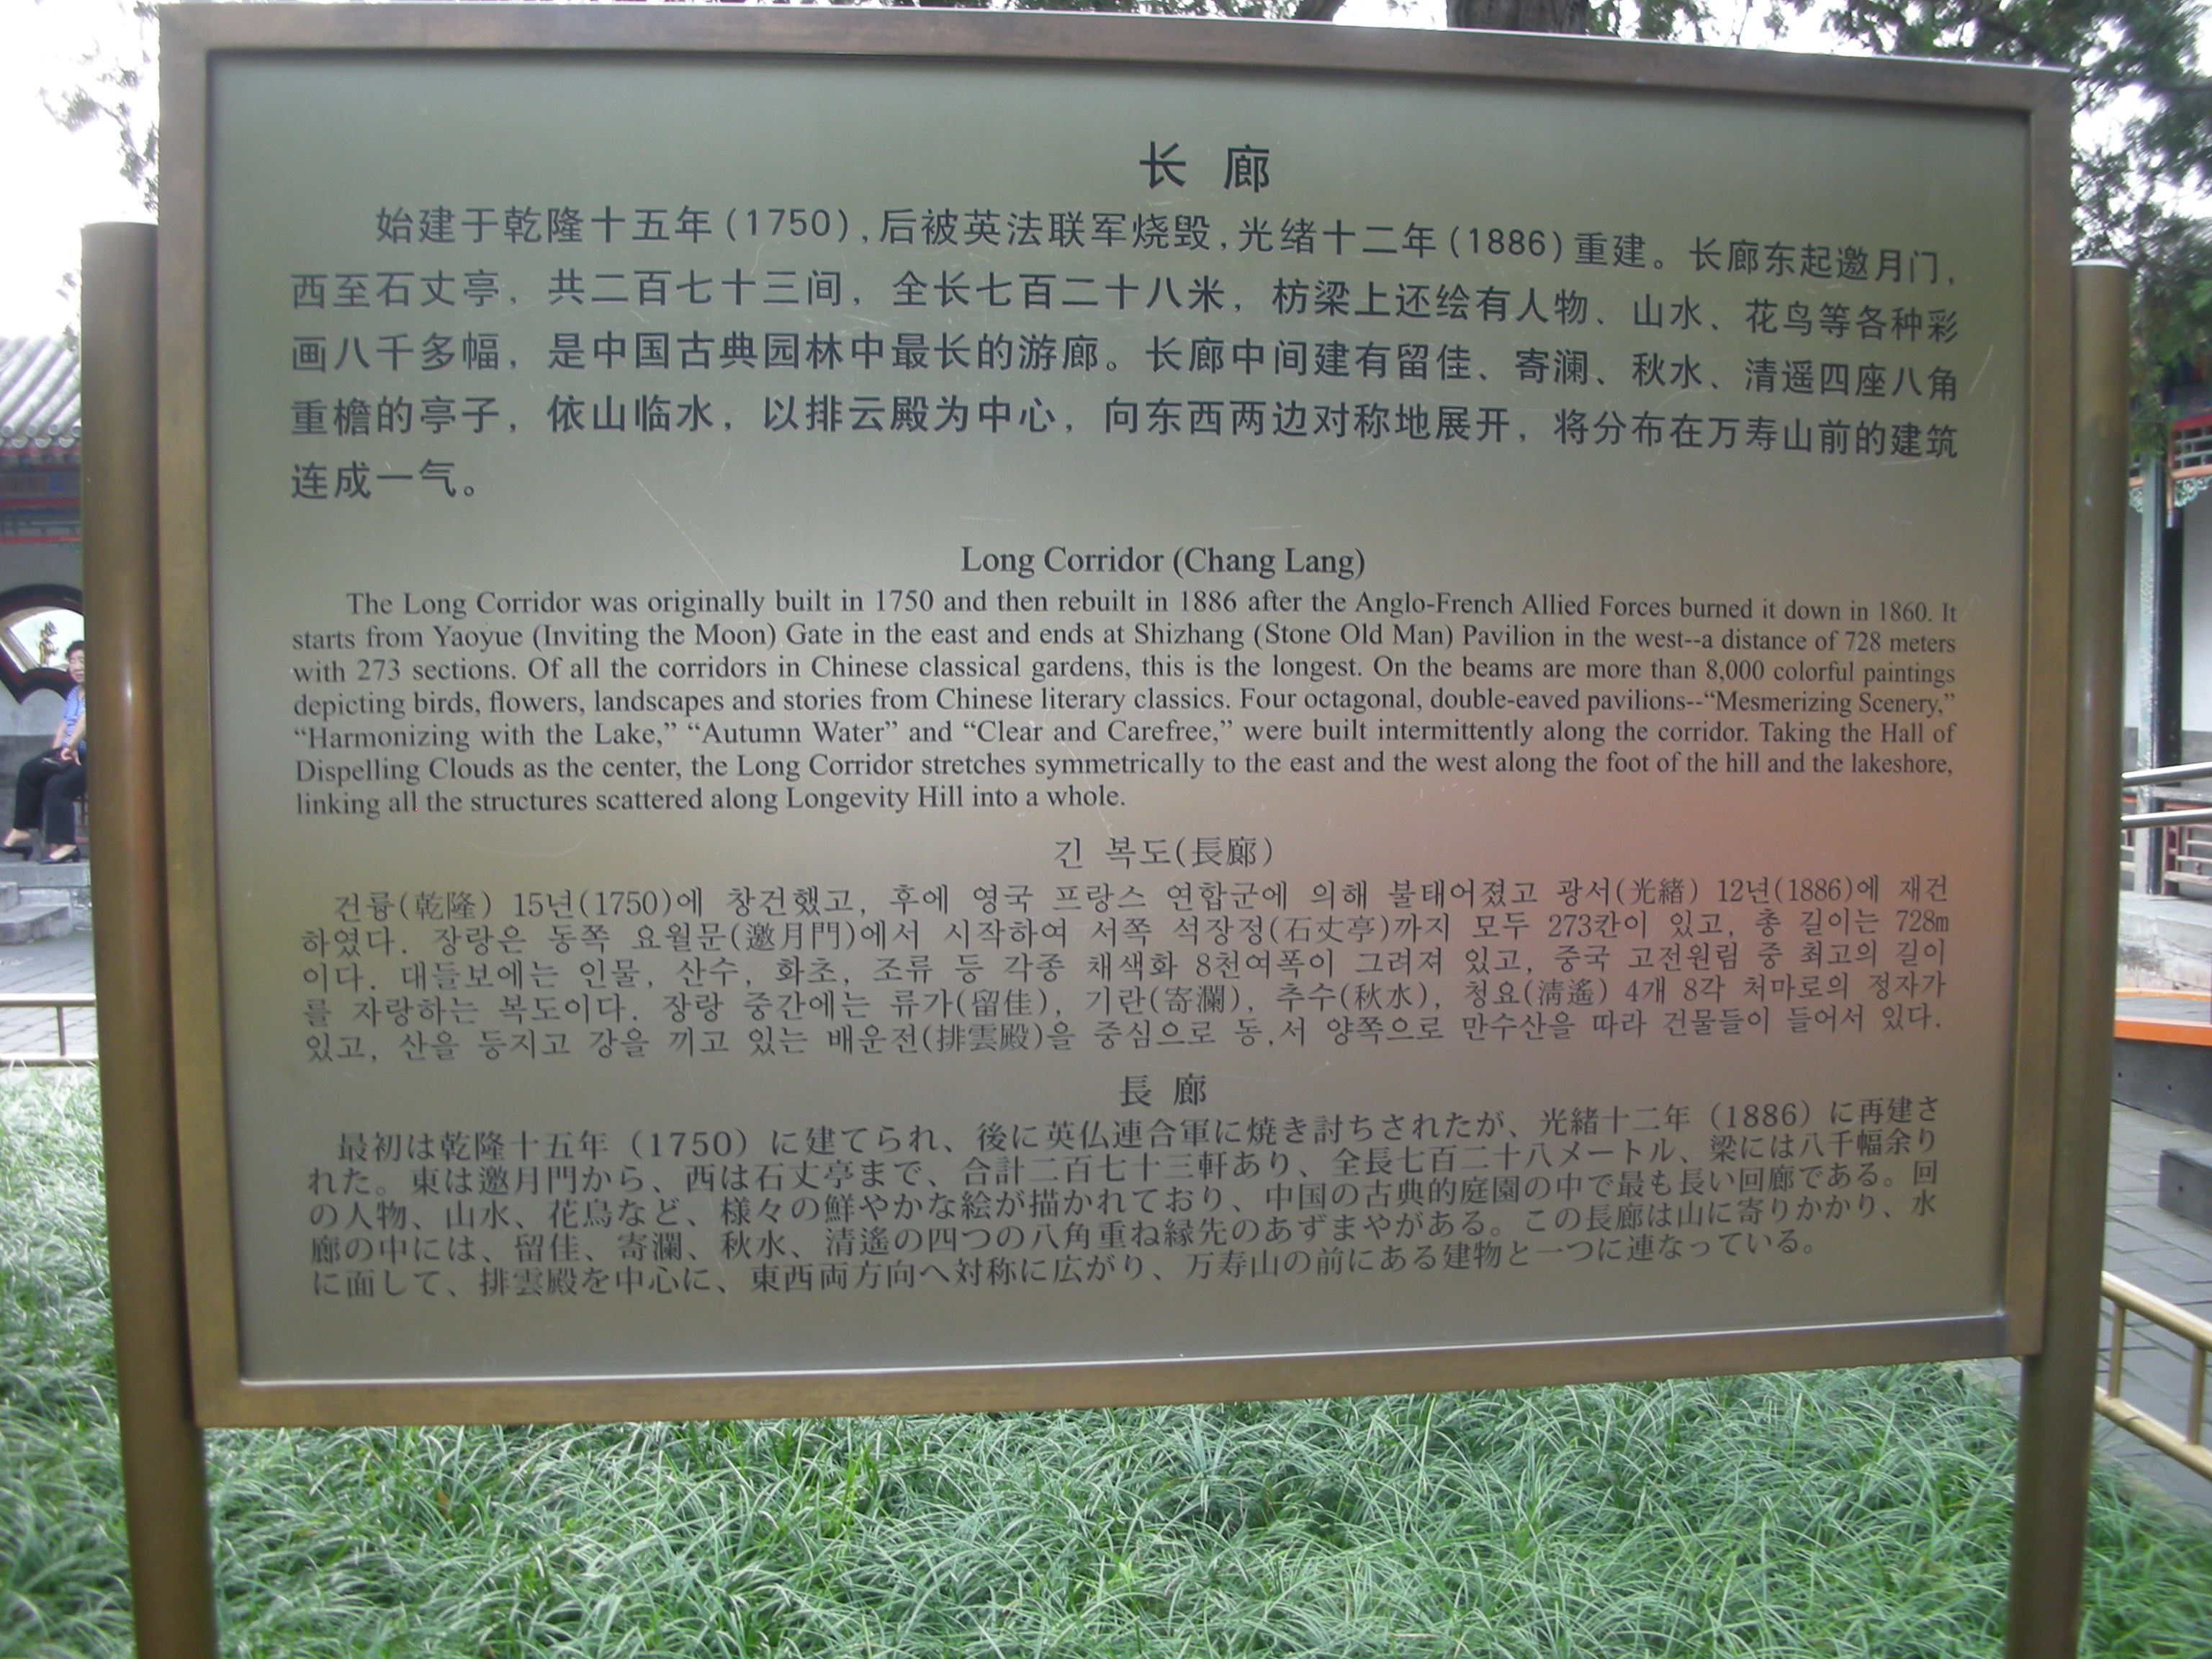 长 廊
始建于乾隆十五年(1750),后被英法联军烧毁,光绪十二年(1886)重建。长廊东起邀月门,
西至石丈亭，共二百七十三间，全长七百二十八米，枋梁上还绘有人物、山水、花鸟等各种彩
画八千多幅，是中国古典园林中最长的游廊。长廊中间建有留佳、寄澜、秋水、清遥四座八角
重檐的亭子，依山临水，以排云殿为中心，向东西两边对称地展开，将分布在万寿山前的建筑
连成一气。
Long Corridor (Chang Lang)
The Long Corridor was originally built in 1750 and then rebuilt in 1886 after the Anglo-French Allied Forces burned it down in 1860. It
starts from Yaoyue (Inviting the Moon) Gate in the east and ends at Shizhang (Stone Old Man) Pavilion in the west--a distance of 728 meters
with 273 sections. Of all the corridors in Chinese classical gardens, this is the longest. On the beams are more than 8,000 colorful paintings
depicting birds, flowers, landscapes and stories from Chinese literary classics. Four octagonal, double-eaved pavilions--“Mesmerizing Scenery,”
“Harmonizing with the Lake,” “Autumn Water” and “Clear and Carefree,” were built intermittently along the corridor. Taking the Hall of
Dispelling Clouds as the center, the Long Corridor stretches symmetrically to the east and the west along the foot of the hill and the lakeshore,
linking all the structures scattered along Longevity Hill into a whole.
긴 복도(長廊)
건륭(乾隆) 15년(1750)에 창건했고, 후에 영국 프랑스 연합군에 의해 불태어졌고 광서(光緖) 12년(1886)에 재건
하였다. 장랑은 동쪽 요월문(邀月門)에서 시작하여 서쪽 석장정(石丈亭)까지 모두 273칸이 있고, 총 길이는 728m
이다. 대들보에는 인물, 산수, 화초, 조류 등 각종 채색화 8천여폭이 그려져 있고, 중국 고전원림 중 최고의 길이
를 자랑하는 복도이다. 장랑 중간에는 류가(留佳), 기란(寄瀾), 추수(秋水), 청요(淸遙) 4개 8각 처마로의 정자가
있고, 산을 등지고 강을 끼고 있는 배운전(排雲殿)을 중심으로 동,서 양쪽으로 만수산을 따라 건물들이 들어서 있다.
長 廊
最初は乾隆十五年（1750）に建てられ、後に英仏連合軍に焼き討ちされたが、光緒十二年（1886）に再建さ
れた。東は邀月門から、西は石丈亭まで、合計二百七十三軒あり、全長七百二十八メートル、梁には八千幅余り
の人物、山水、花鳥など、様々の鮮やかな絵が描かれており、中国の古典的庭園の中で最も長い回廊である。回
廊の中には、留佳、寄瀾、秋水、清遙の四つの八角重ね縁先のあずまやがある。この長廊は山に寄りかかり、水
に面して、排雲殿を中心に、東西両方向へ対称に広がり、万寿山の前にある建物と一つに連なっている。